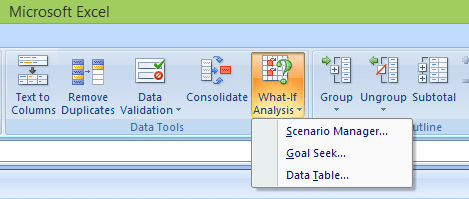 Microsoft Excel
Text to Columns
Remove Duplicates
Data Validation
Consolidate
What-If Analysis
Group
Ungroup
Subtotal
Data Tools
Scenario Manager...
Goal Seek...
Data Table...